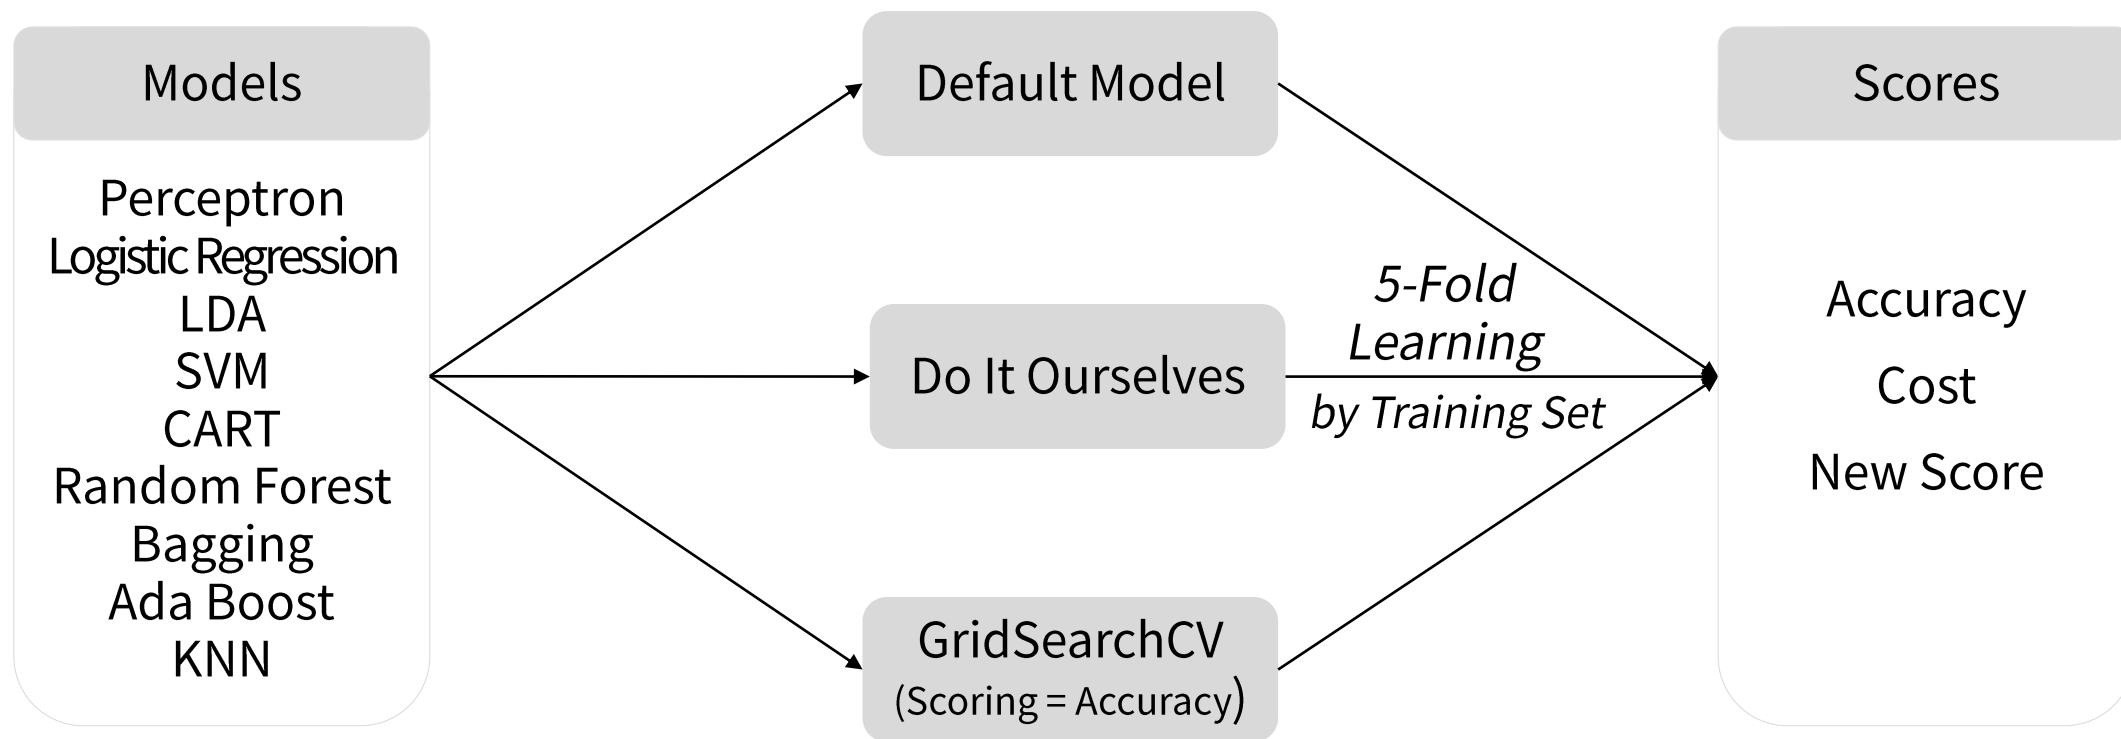 Models
Perceptron
Logistic Regression
LDA
SVM
CART
Random Forest
Bagging
Ada Boost
KNN
Default Model
Do It Ourselves
GridSearchCV
(Scoring = Accuracy)
5-Fold
Learning
by Training Set
Scores
Accuracy
Cost
New Score